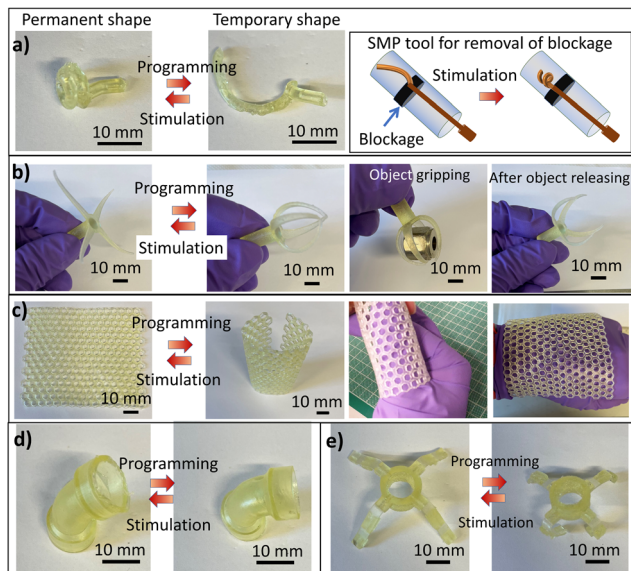 Permanent shape
Temporary shape
a)
Programming
Stimulation
10 mm
10 mm
SMP tool for removal of blockage
Stimulation
Blockage
b)
Programming
Stimulation
10 mm
10 mm
Object gripping
10 mm
After object releasing
10 mm
c)
Programming
Stimulation
10 mm
10 mm
d)
Programming
Stimulation
10 mm
10 mm
e)
Programming
Stimulation
10 mm
10 mm